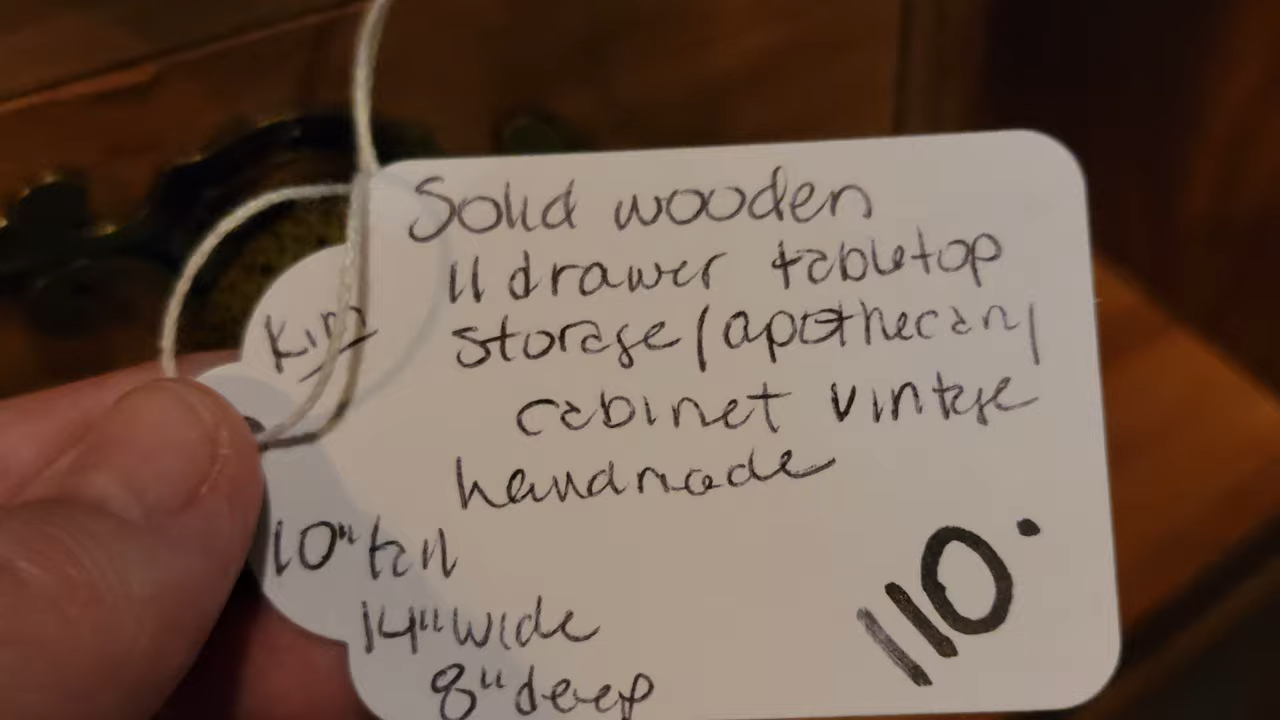 Solid wooden
11 drawer tabletop
storage/apothecary
cabinet vintage
handmade
10" tall
14" wide
8" deep
110.